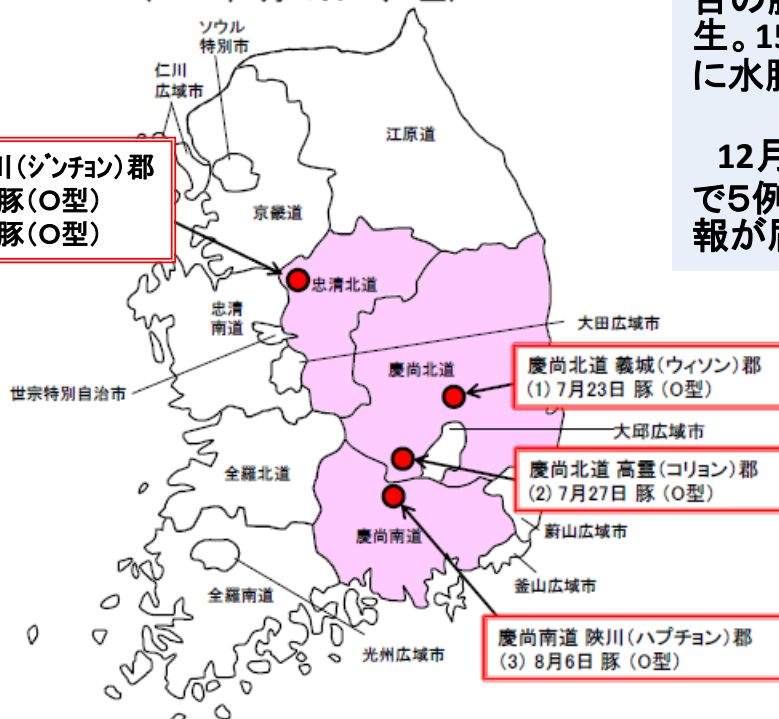 ソウル
特別市
仁川
広域市
江原道
京畿道
川(ジンチョン)郡
豚(O型)
豚(O型)
生。15
に水
12月
で5例
報が
忠清北道
忠清
南道
大田広域市
世宗特別自治市
慶尚北道
慶尚北道 義城(ウィソン)郡
(1) 7月23日 豚 (O型)
大邱広域市
全羅北道
慶尚北道 高霊(コリョン)郡
(2) 7月27日 豚 (O型)
慶尚南道
蔚山広域市
釜山広域市
全羅南道
光州広域市
慶尚南道 陜川(ハプチョン)郡
(3) 8月6日 豚 (O型)